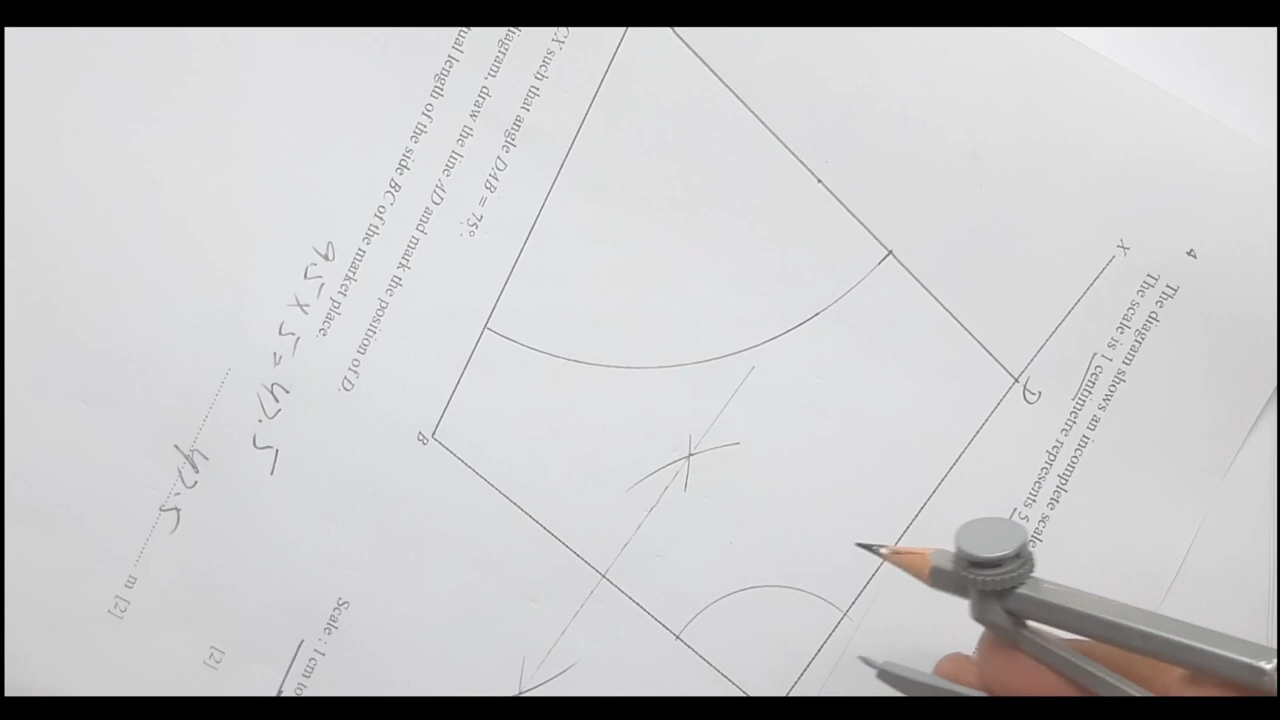 4 The diagram shows an incomplete scale
The scale is 1 centimetre represents 5
X
D
B
CX such that angle DAB = 75°.
diagram, draw the line AD and mark the position of D.
[2]
Scale : 1 cm to
length of the side BC of the market place.
9.5 × 5 = 47.5
47.5
m [2]